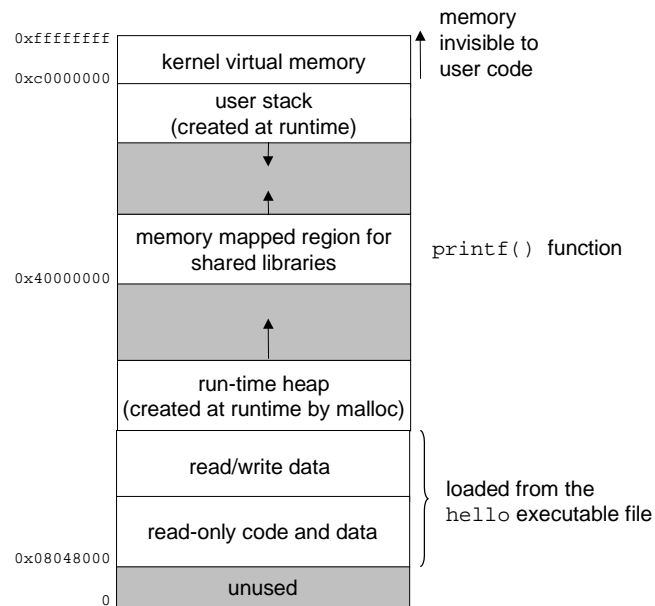 memory
invisible to
user code
0xffffffff
kernel virtual memory
0xc0000000
user stack
(created at runtime)
memory mapped region for
shared libraries
printf() function
0x40000000
run-time heap
(created at runtime by malloc)
read/write data
loaded from the
hello executable file
read-only code and data
0x08048000
unused
0